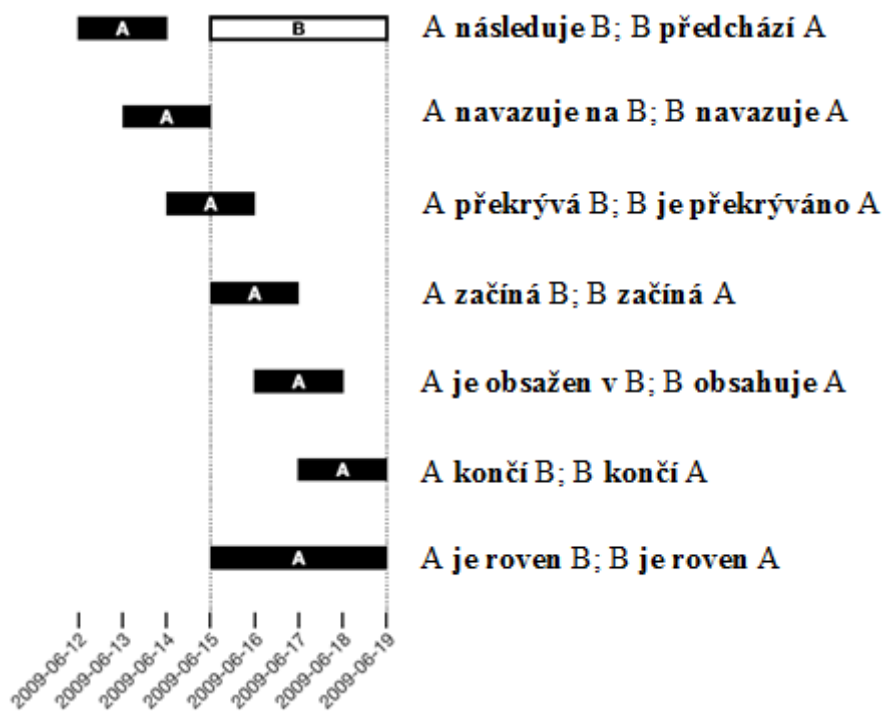 A B A následuje B; B předchází A
A A navazuje na B; B navazuje A
A A překrývá B; B je překrýváno A
A A začíná B; B začíná A
A A je obsažen v B; B obsahuje A
A A končí B; B končí A
A A je roven B; B je roven A
2009-06-12
2009-06-13
2009-06-14
2009-06-15
2009-06-16
2009-06-17
2009-06-18
2009-06-19